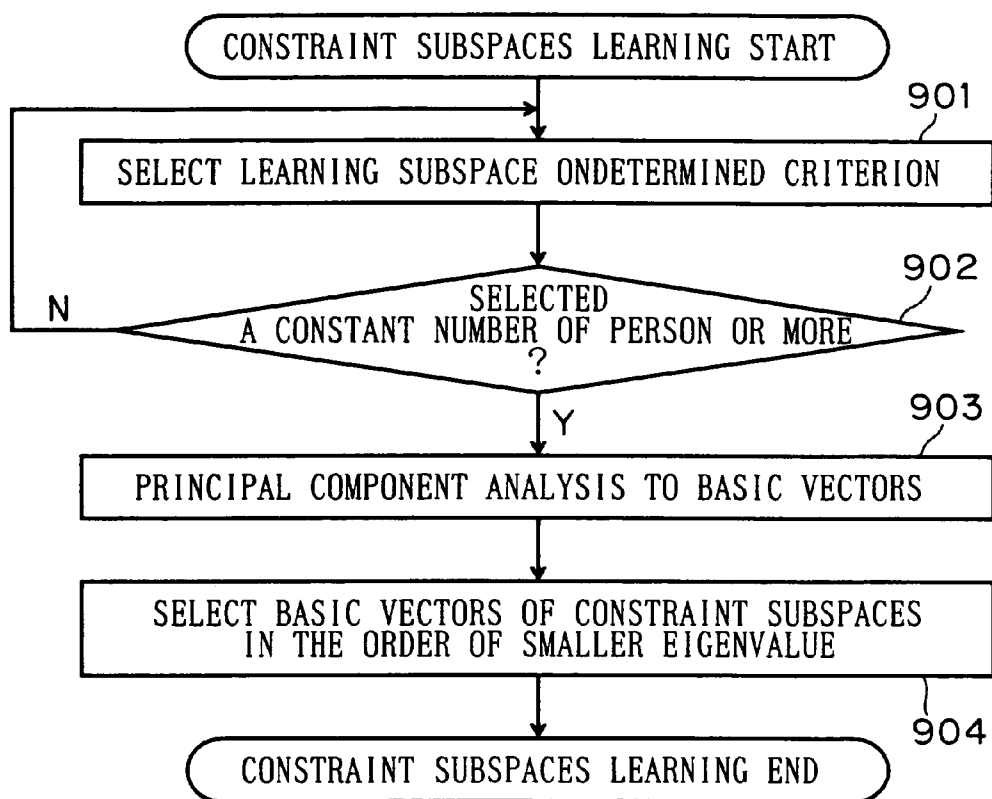 CONSTRAINT SUBSPACES LEARNING START
901
SELECT LEARNING SUBSPACE ONDETERMINED CRITERION
902
SELECTED
A CONSTANT NUMBER OF PERSON OR MORE
?
N
Y
903
PRINCIPAL COMPONENT ANALYSIS TO BASIC VECTORS
SELECT BASIC VECTORS OF CONSTRAINT SUBSPACES
IN THE ORDER OF SMALLER EIGENVALUE
904
CONSTRAINT SUBSPACES LEARNING END